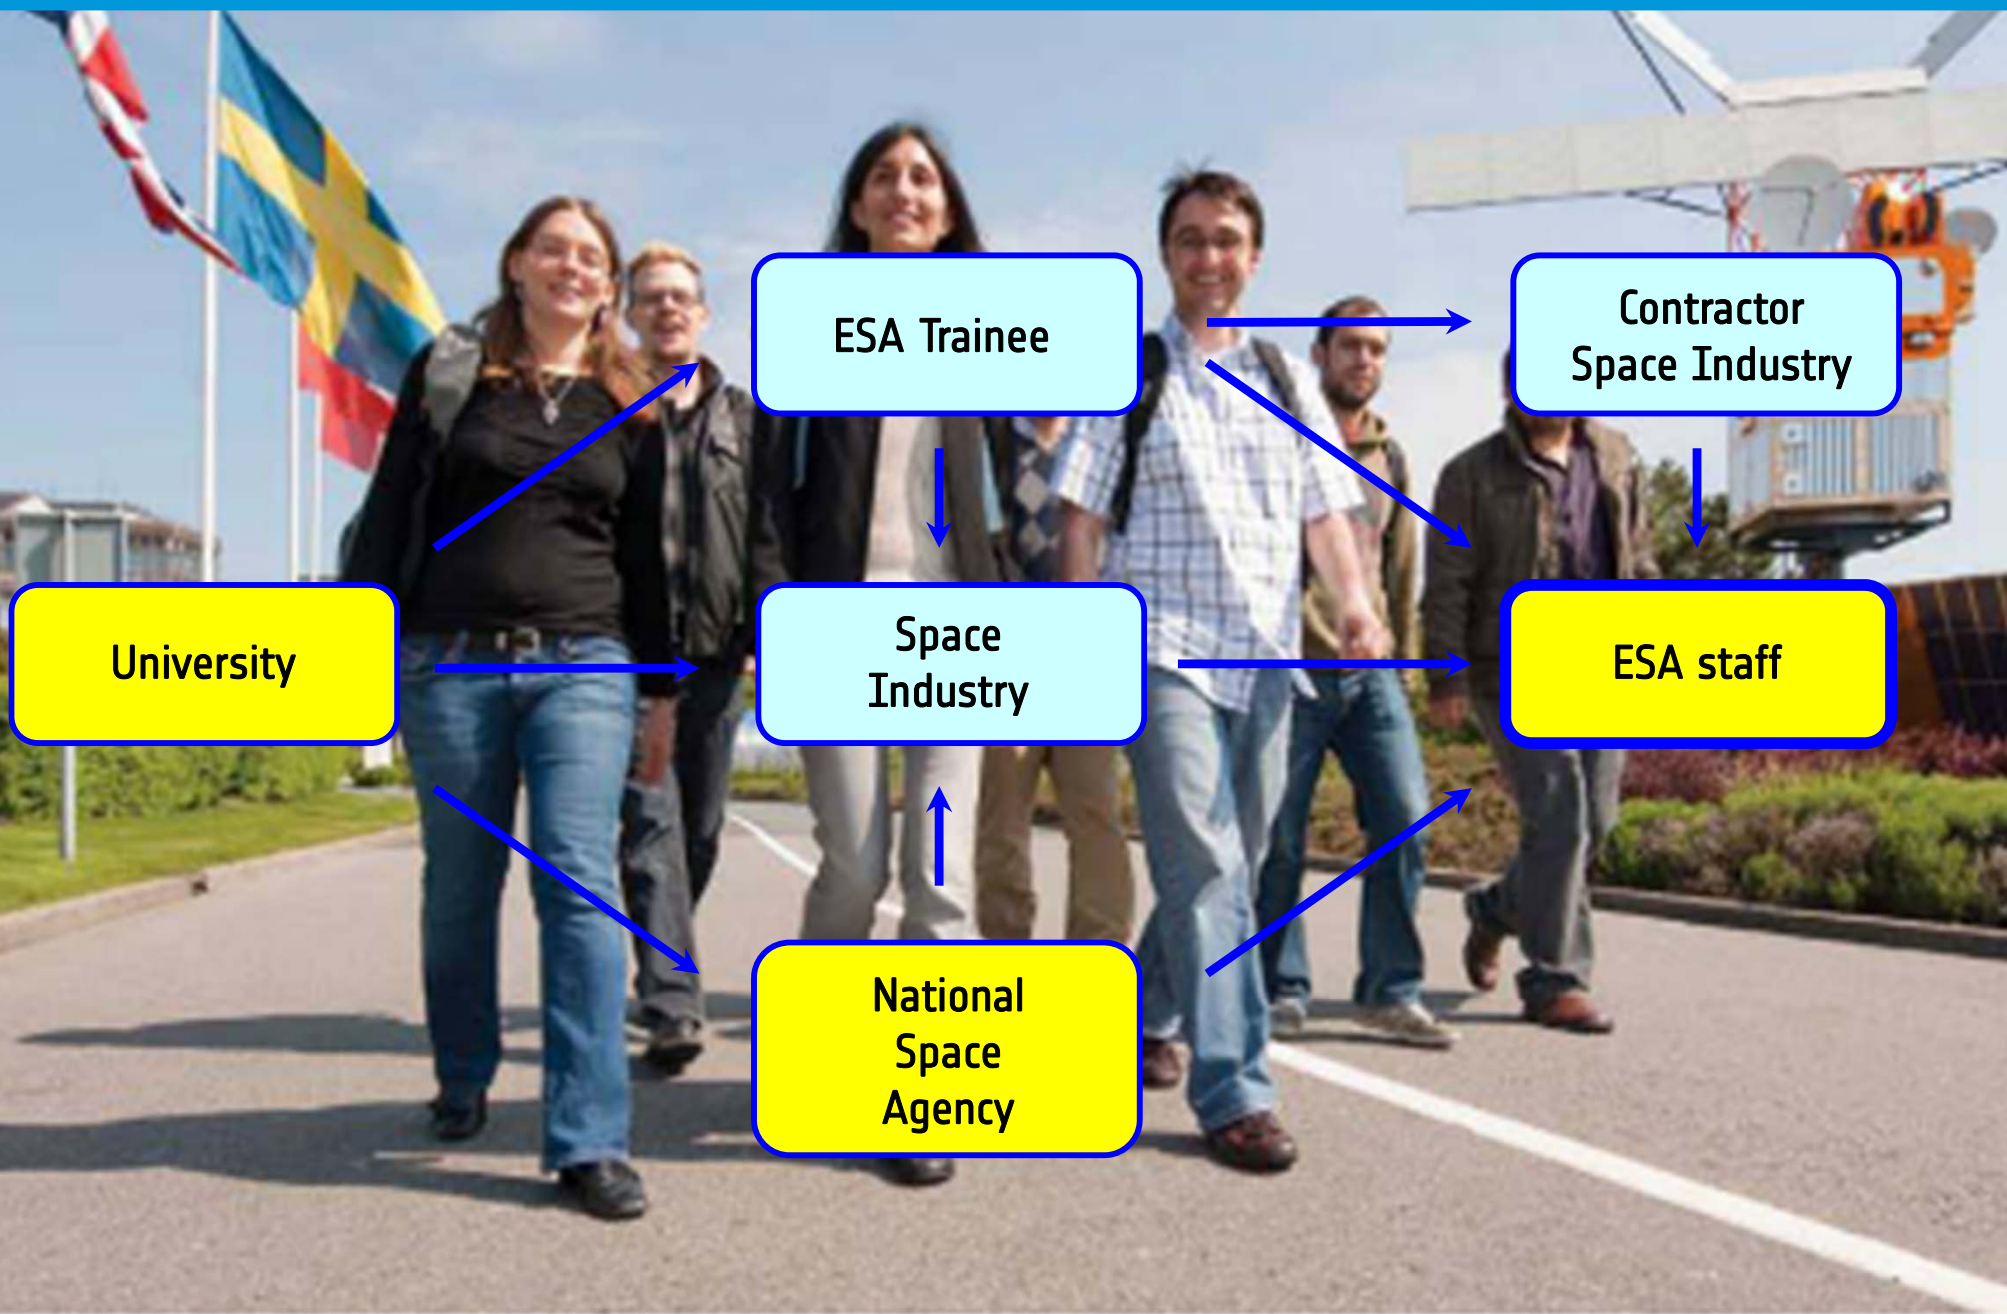 ESA Trainee
Contractor
Space Industry
University
Space
Industry
ESA staff
National
Space
Agency